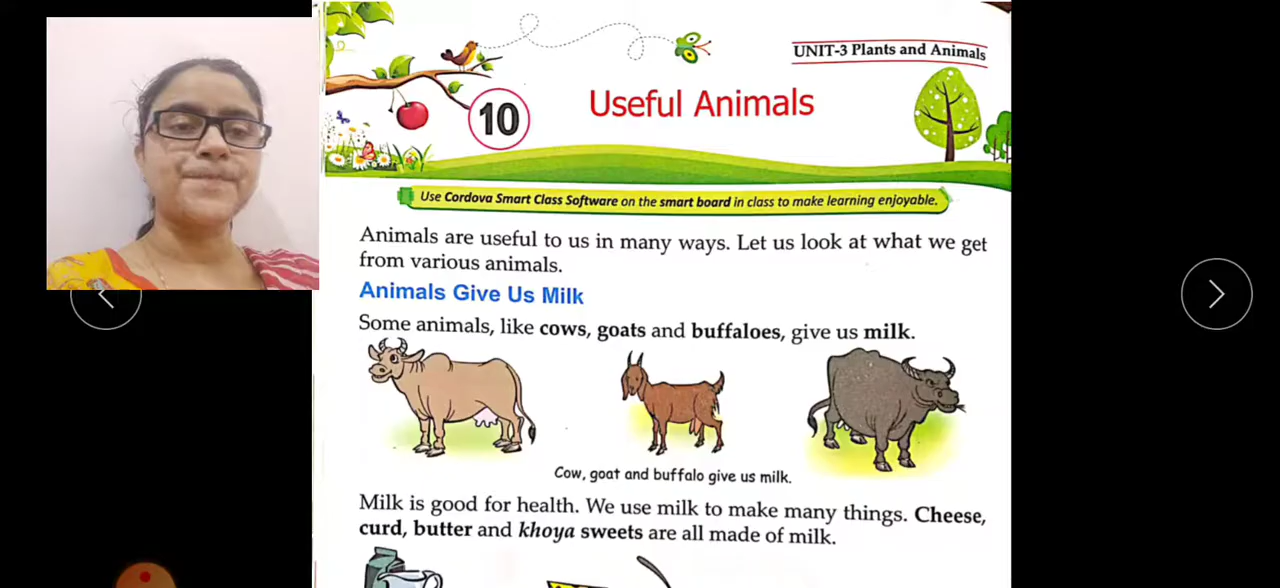 UNIT-3 Plants and Animals
10
Useful Animals
Use Cordova Smart Class Software on the smart board in class to make learning enjoyable.
Animals are useful to us in many ways. Let us look at what we get
from various animals.
Animals Give Us Milk
Some animals, like cows, goats and buffaloes, give us milk.
Cow, goat and buffalo give us milk.
Milk is good for health. We use milk to make many things. Cheese,
curd, butter and khoya sweets are all made of milk.